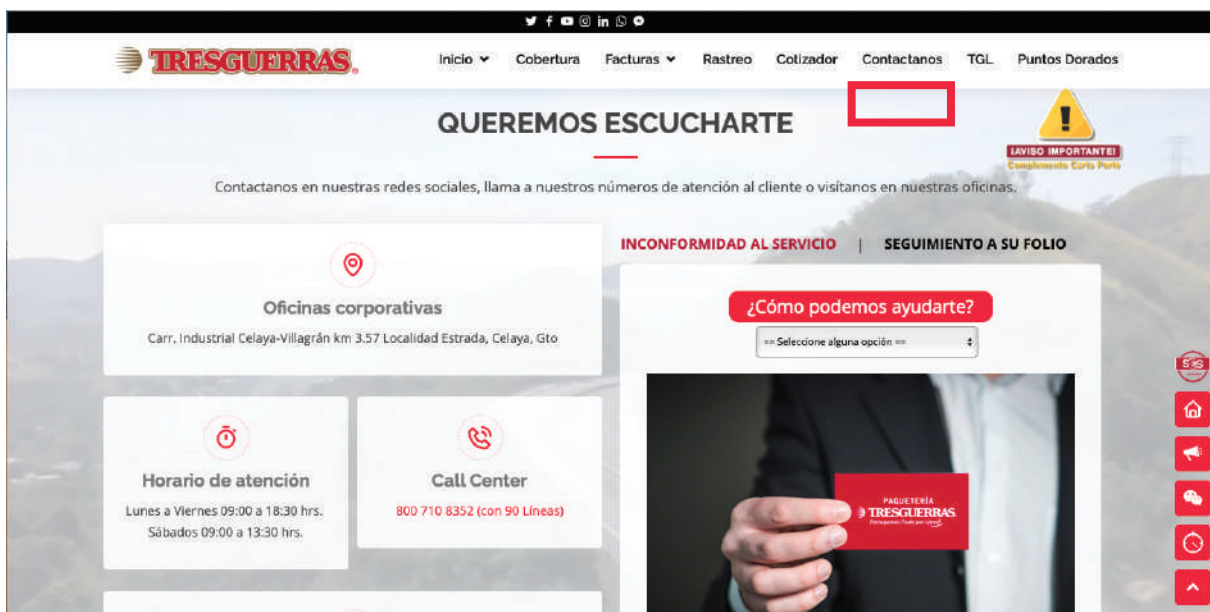 TRESGUERRAS
Inicio Cobertura Facturas Rastreo Cotizador Contactanos TGL Puntos Dorados
QUEREMOS ESCUCHARTE
¡AVISO IMPORTANTE!
Complemento Carta Porte
Contactanos en nuestras redes sociales, llama a nuestros números de atención al cliente o visítanos en nuestras oficinas.
Oficinas corporativas
Carr. Industrial Celaya-Villagrán km 3.57 Localidad Estrada, Celaya, Gto
Horario de atención
Lunes a Viernes 09:00 a 18:30 hrs.
Sábados 09:00 a 13:30 hrs.
Call Center
800 710 8352 (con 90 Líneas)
INCONFORMIDAD AL SERVICIO | SEGUIMIENTO A SU FOLIO
¿Cómo podemos ayudarte?
== Seleccione alguna opción ==
PAQUETERÍA
TRESGUERRAS
SOS